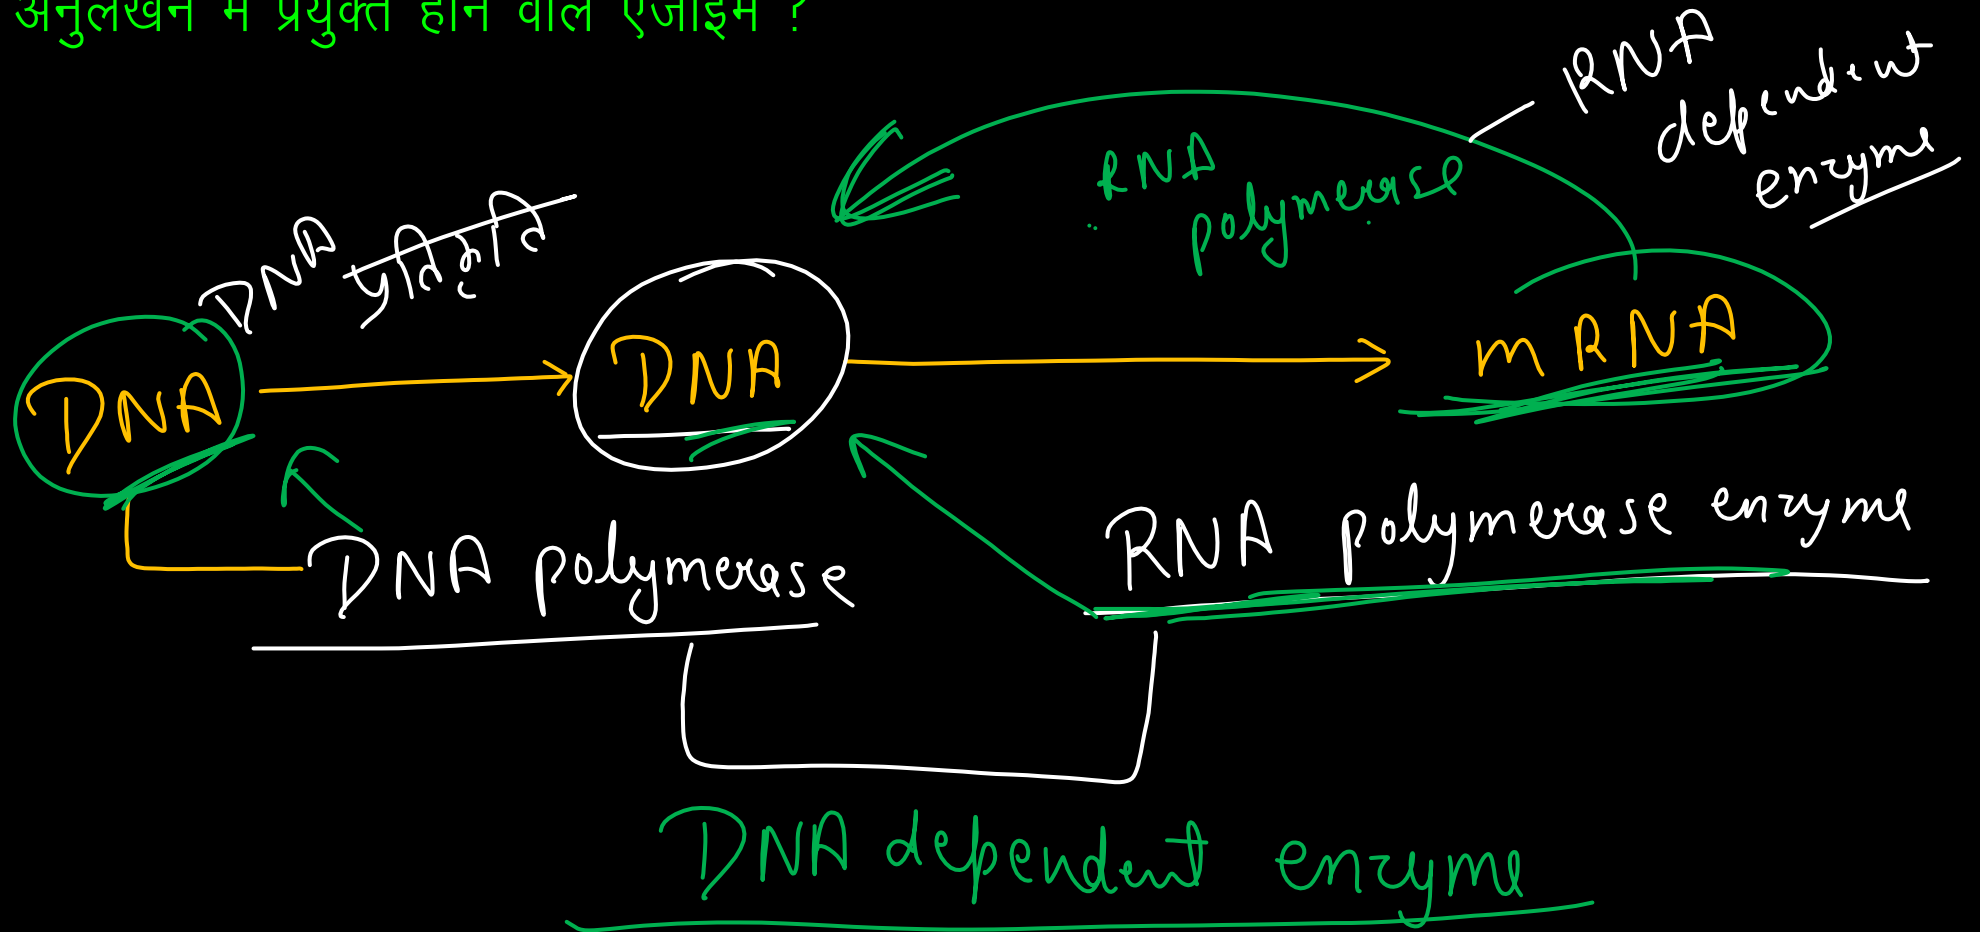 अनुलेखन में प्रयुक्त होने वाले एंजाइम ?
RNA
dependent
enzyme
RNA
polymerase
DNA
प्रतिकृति
DNA
DNA
mRNA
DNA polymerase
RNA polymerase enzyme
DNA dependent enzyme